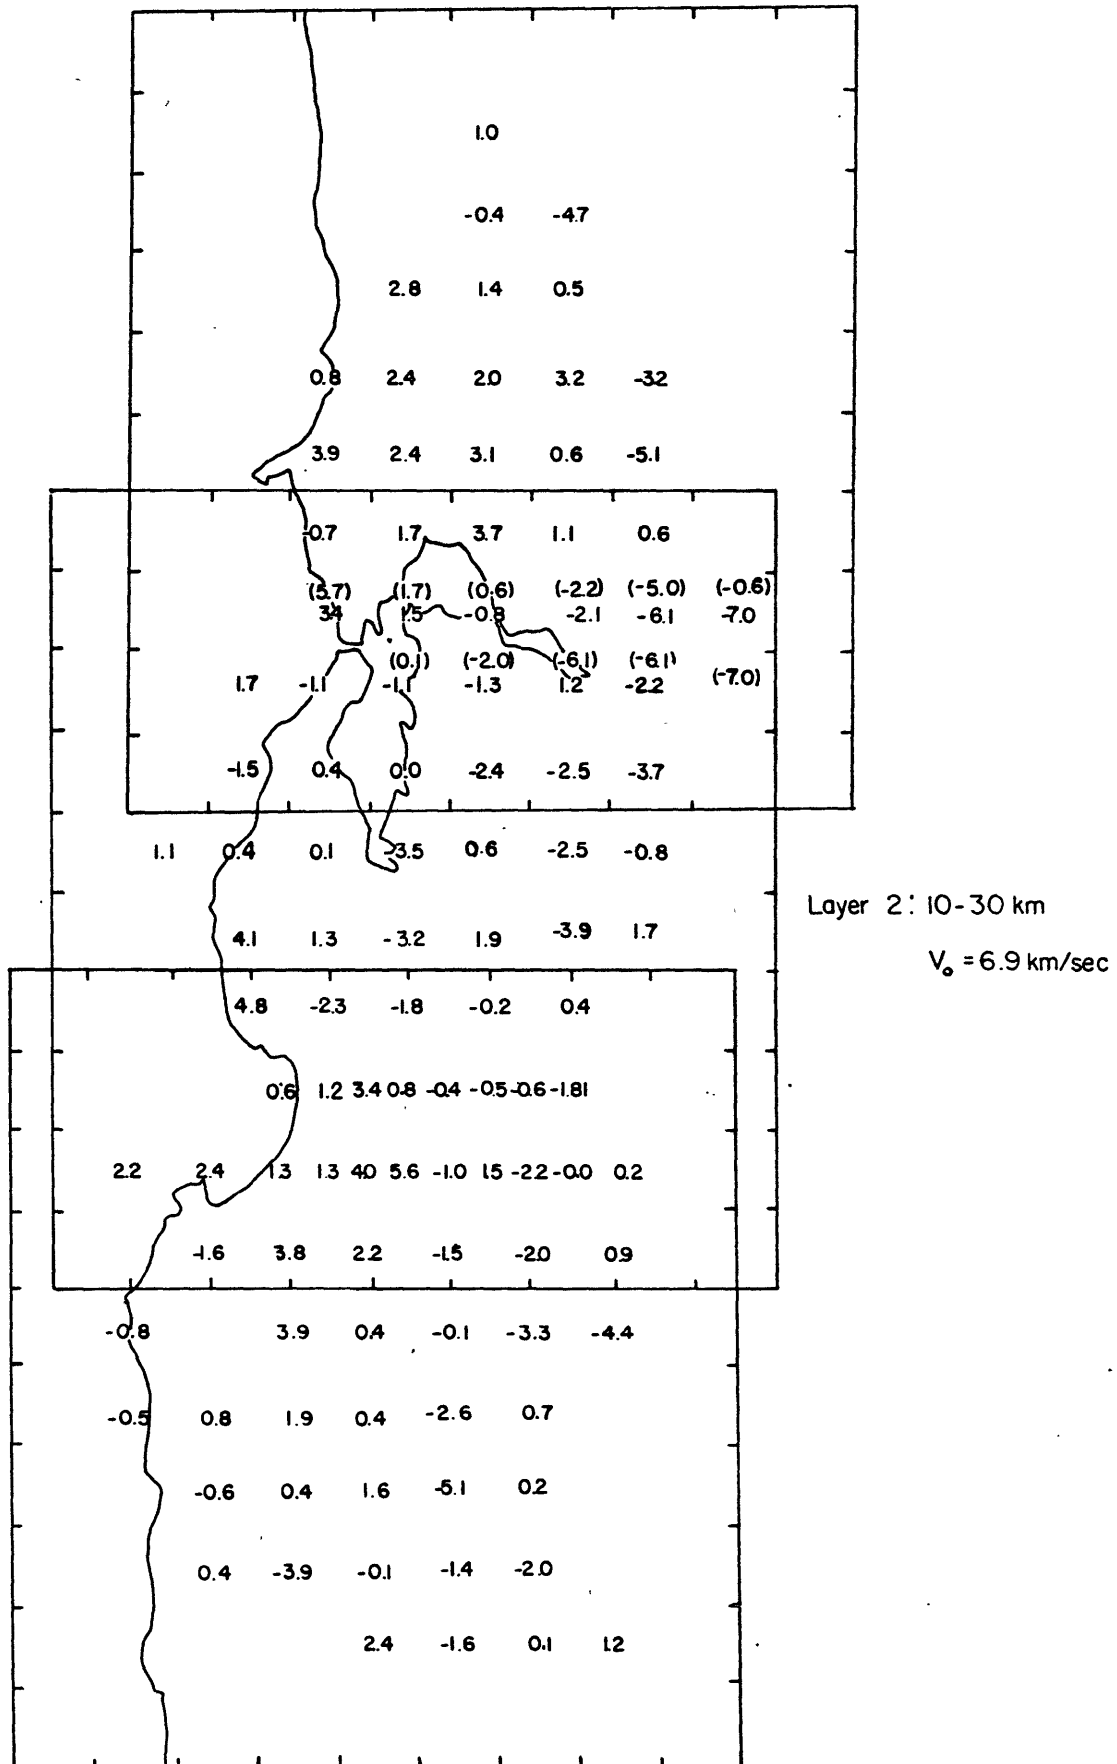 1.0
-0.4 -4.7
2.8 1.4 0.5
0.8 2.4 2.0 3.2 -32
3.9 2.4 3.1 0.6 -5.1
-0.7 1.7 3.7 1.1 0.6
(5.7) (1.7) (0.6) (-2.2) (-5.0) (-0.6)
34 1.5 -0.8 -2.1 -6.1 -7.0
(0.1) (-2.0) (-6.1) (-6.1) (-7.0)
1.7 -1.1 -1.1 -1.3 1.2 -2.2
-1.5 0.4 0.0 -2.4 -2.5 -3.7
1.1 0.4 0.1 -3.5 0.6 -2.5 -0.8
Layer 2: 10-30 km
4.1 1.3 -3.2 1.9 -3.9 1.7
V₀ = 6.9 km/sec
4.8 -2.3 -1.8 -0.2 0.4
0.6 1.2 3.4 0.8 -0.4 -0.5 -0.6 -1.81
2.2 2.4 1.3 1.3 4.0 5.6 -1.0 1.5 -2.2 -0.0 0.2
-1.6 3.8 2.2 -1.5 -2.0 0.9
-0.8 3.9 0.4 -0.1 -3.3 -4.4
-0.5 0.8 1.9 0.4 -2.6 0.7
-0.6 0.4 1.6 -5.1 0.2
0.4 -3.9 -0.1 -1.4 -2.0
2.4 -1.6 0.1 1.2